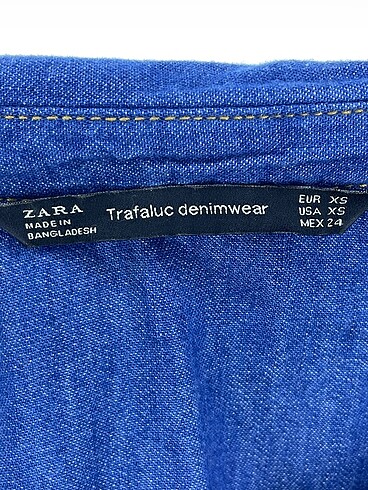 ZARA
MADE IN
BANGLADESH
Trafaluc denimwear
EUR XS
USA XS
MEX 24